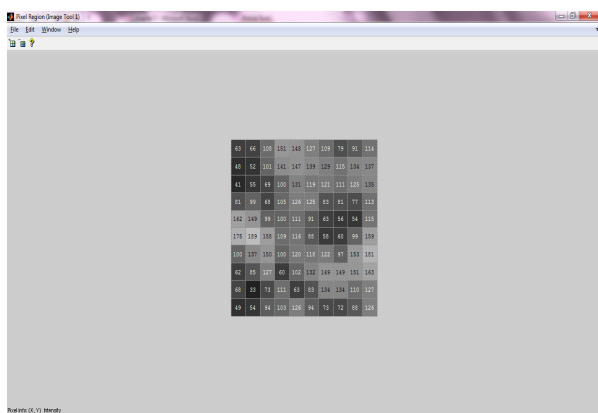 Pixel Region (Image Tool 1)
File Edit Window Help
63 66 108 151 148 127 109 79 91 114
48 52 101 141 147 139 129 115 134 137
41 55 69 100 131 119 121 111 125 135
81 99 68 105 126 125 83 81 77 113
162 149 99 100 111 91 63 56 54 115
175 189 158 109 116 88 58 60 99 159
100 137 150 100 120 118 122 97 153 181
62 85 127 60 102 132 149 149 151 163
68 33 73 111 63 83 134 134 110 127
49 54 94 103 126 94 73 72 88 126
Pixel info: (X, Y) Intensity